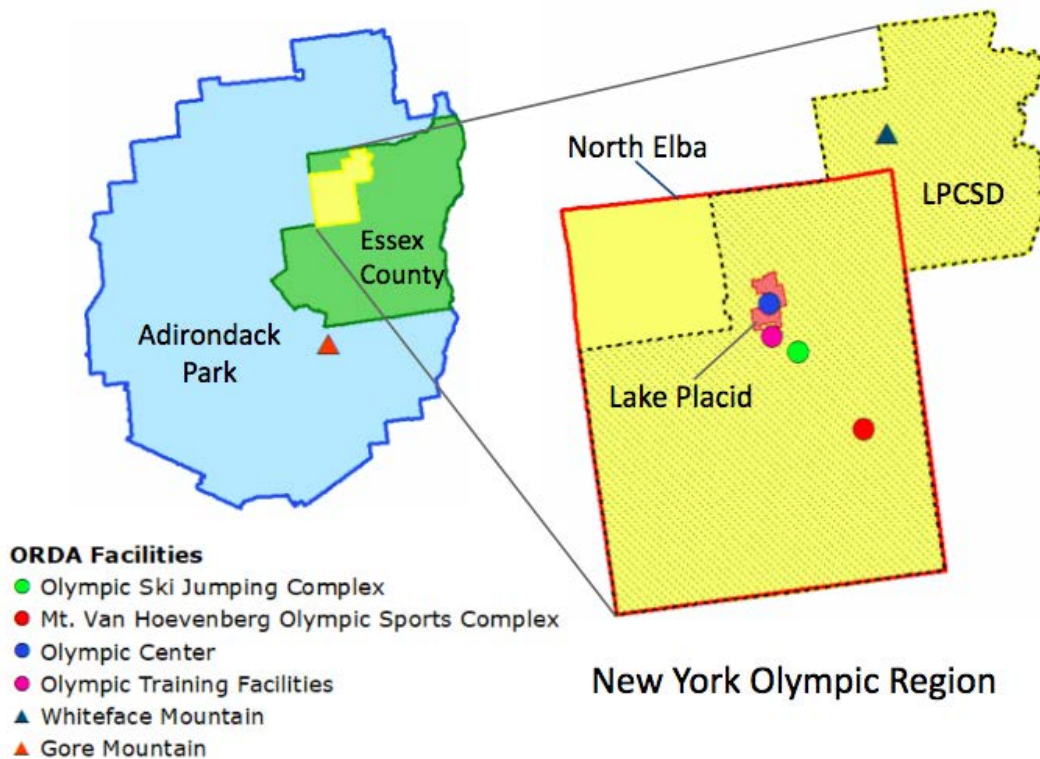 North Elba
LPCSD
Essex
County
Adirondack
Park
Lake Placid
ORDA Facilities
Olympic Ski Jumping Complex
Mt. Van Hoevenberg Olympic Sports Complex
Olympic Center
Olympic Training Facilities
Whiteface Mountain
Gore Mountain
New York Olympic Region